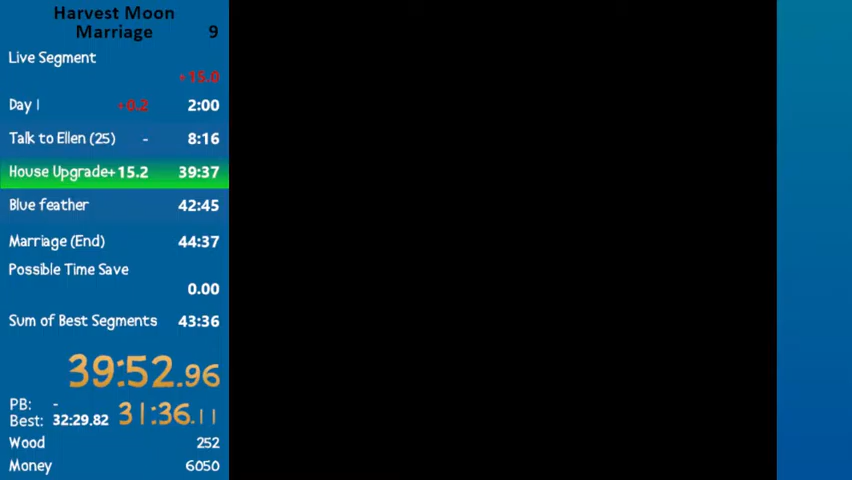 Harvest Moon
Marriage 9
Live Segment
+15.0
Day 1 +0.2 2:00
Talk to Ellen (25) - 8:16
House Upgrade+15.2 39:37
Blue feather 42:45
Marriage (End) 44:37
Possible Time Save
0.00
Sum of Best Segments 43:36
39:52.96
PB: -
Best: 32:29.82 31:36.11
Wood 252
Money 6050